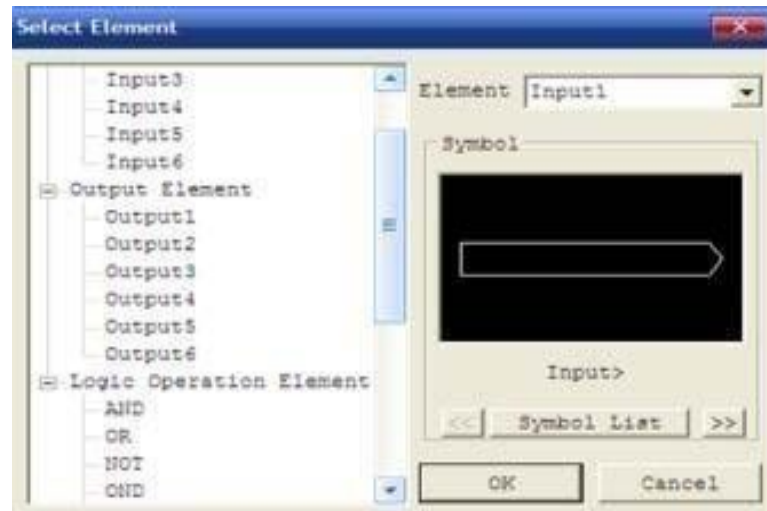 Select Element
Input3
Input4
Input5
Input6
Output Element
Output1
Output2
Output3
Output4
Output5
Output6
Logic Operation Element
AND
OR
NOT
OND
Element Input1
Symbol
Input>
<< Symbol List >>
OK Cancel